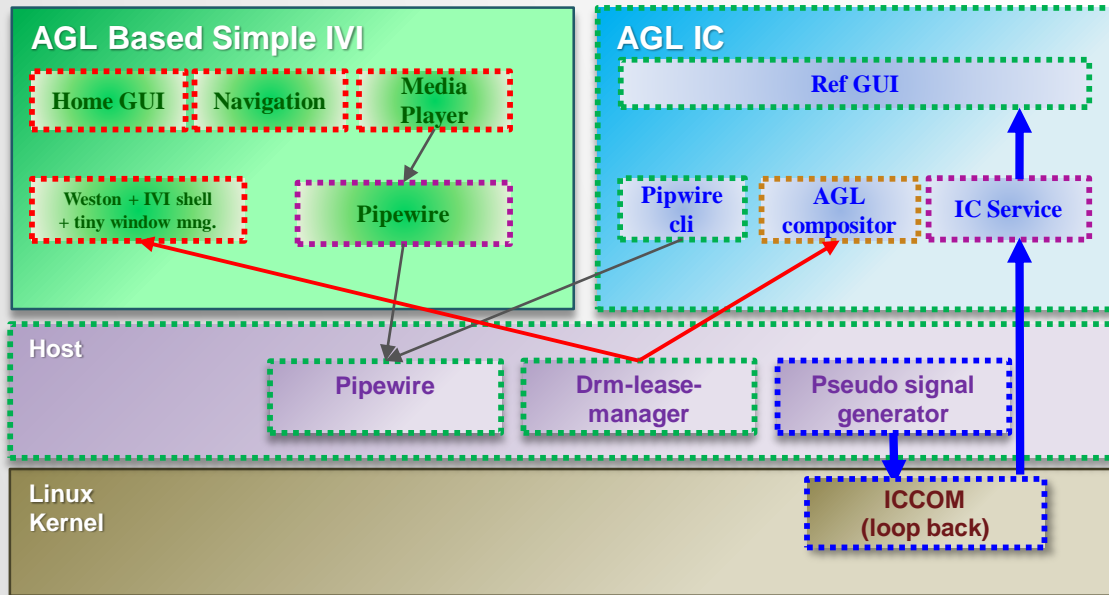 AGL Based Simple IVI
Home GUI
Navigation
Media
Player
Weston + IVI shell
+ tiny window mng.
Pipewire
AGL IC
Ref GUI
Pipwire
cli
AGL
compositor
IC Service
Host
Pipewire
Drm-lease-
manager
Pseudo signal
generator
Linux
Kernel
ICCOM
(loop back)